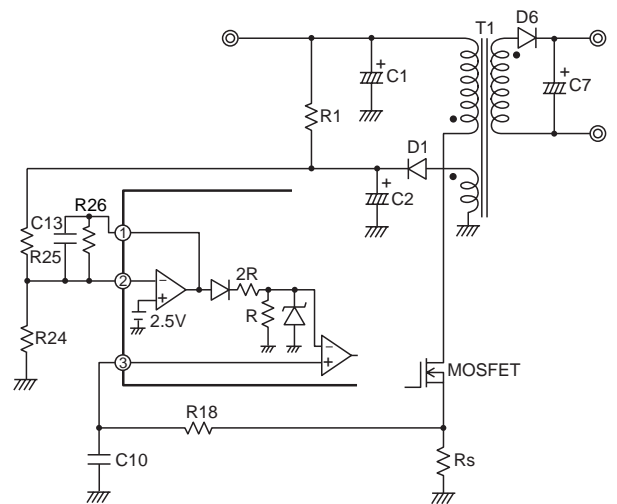 T1
D6
+
C1
+
C7
R1
D1
+
C2
C13
R26
R25
1
2
−
+
2R
R
2.5V
R24
3
−
+
MOSFET
R18
C10
Rs